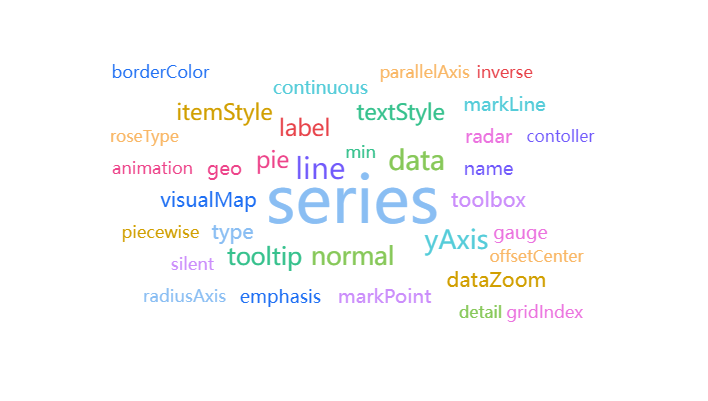 borderColor
parallelAxis inverse
continuous
itemStyle
textStyle
markLine
label
roseType
radar
contoller
min
animation
geo
pie
line
data
name
series
visualMap
toolbox
piecewise
type
yAxis
gauge
tooltip
normal
offsetCenter
silent
dataZoom
radiusAxis
emphasis
markPoint
detail gridIndex